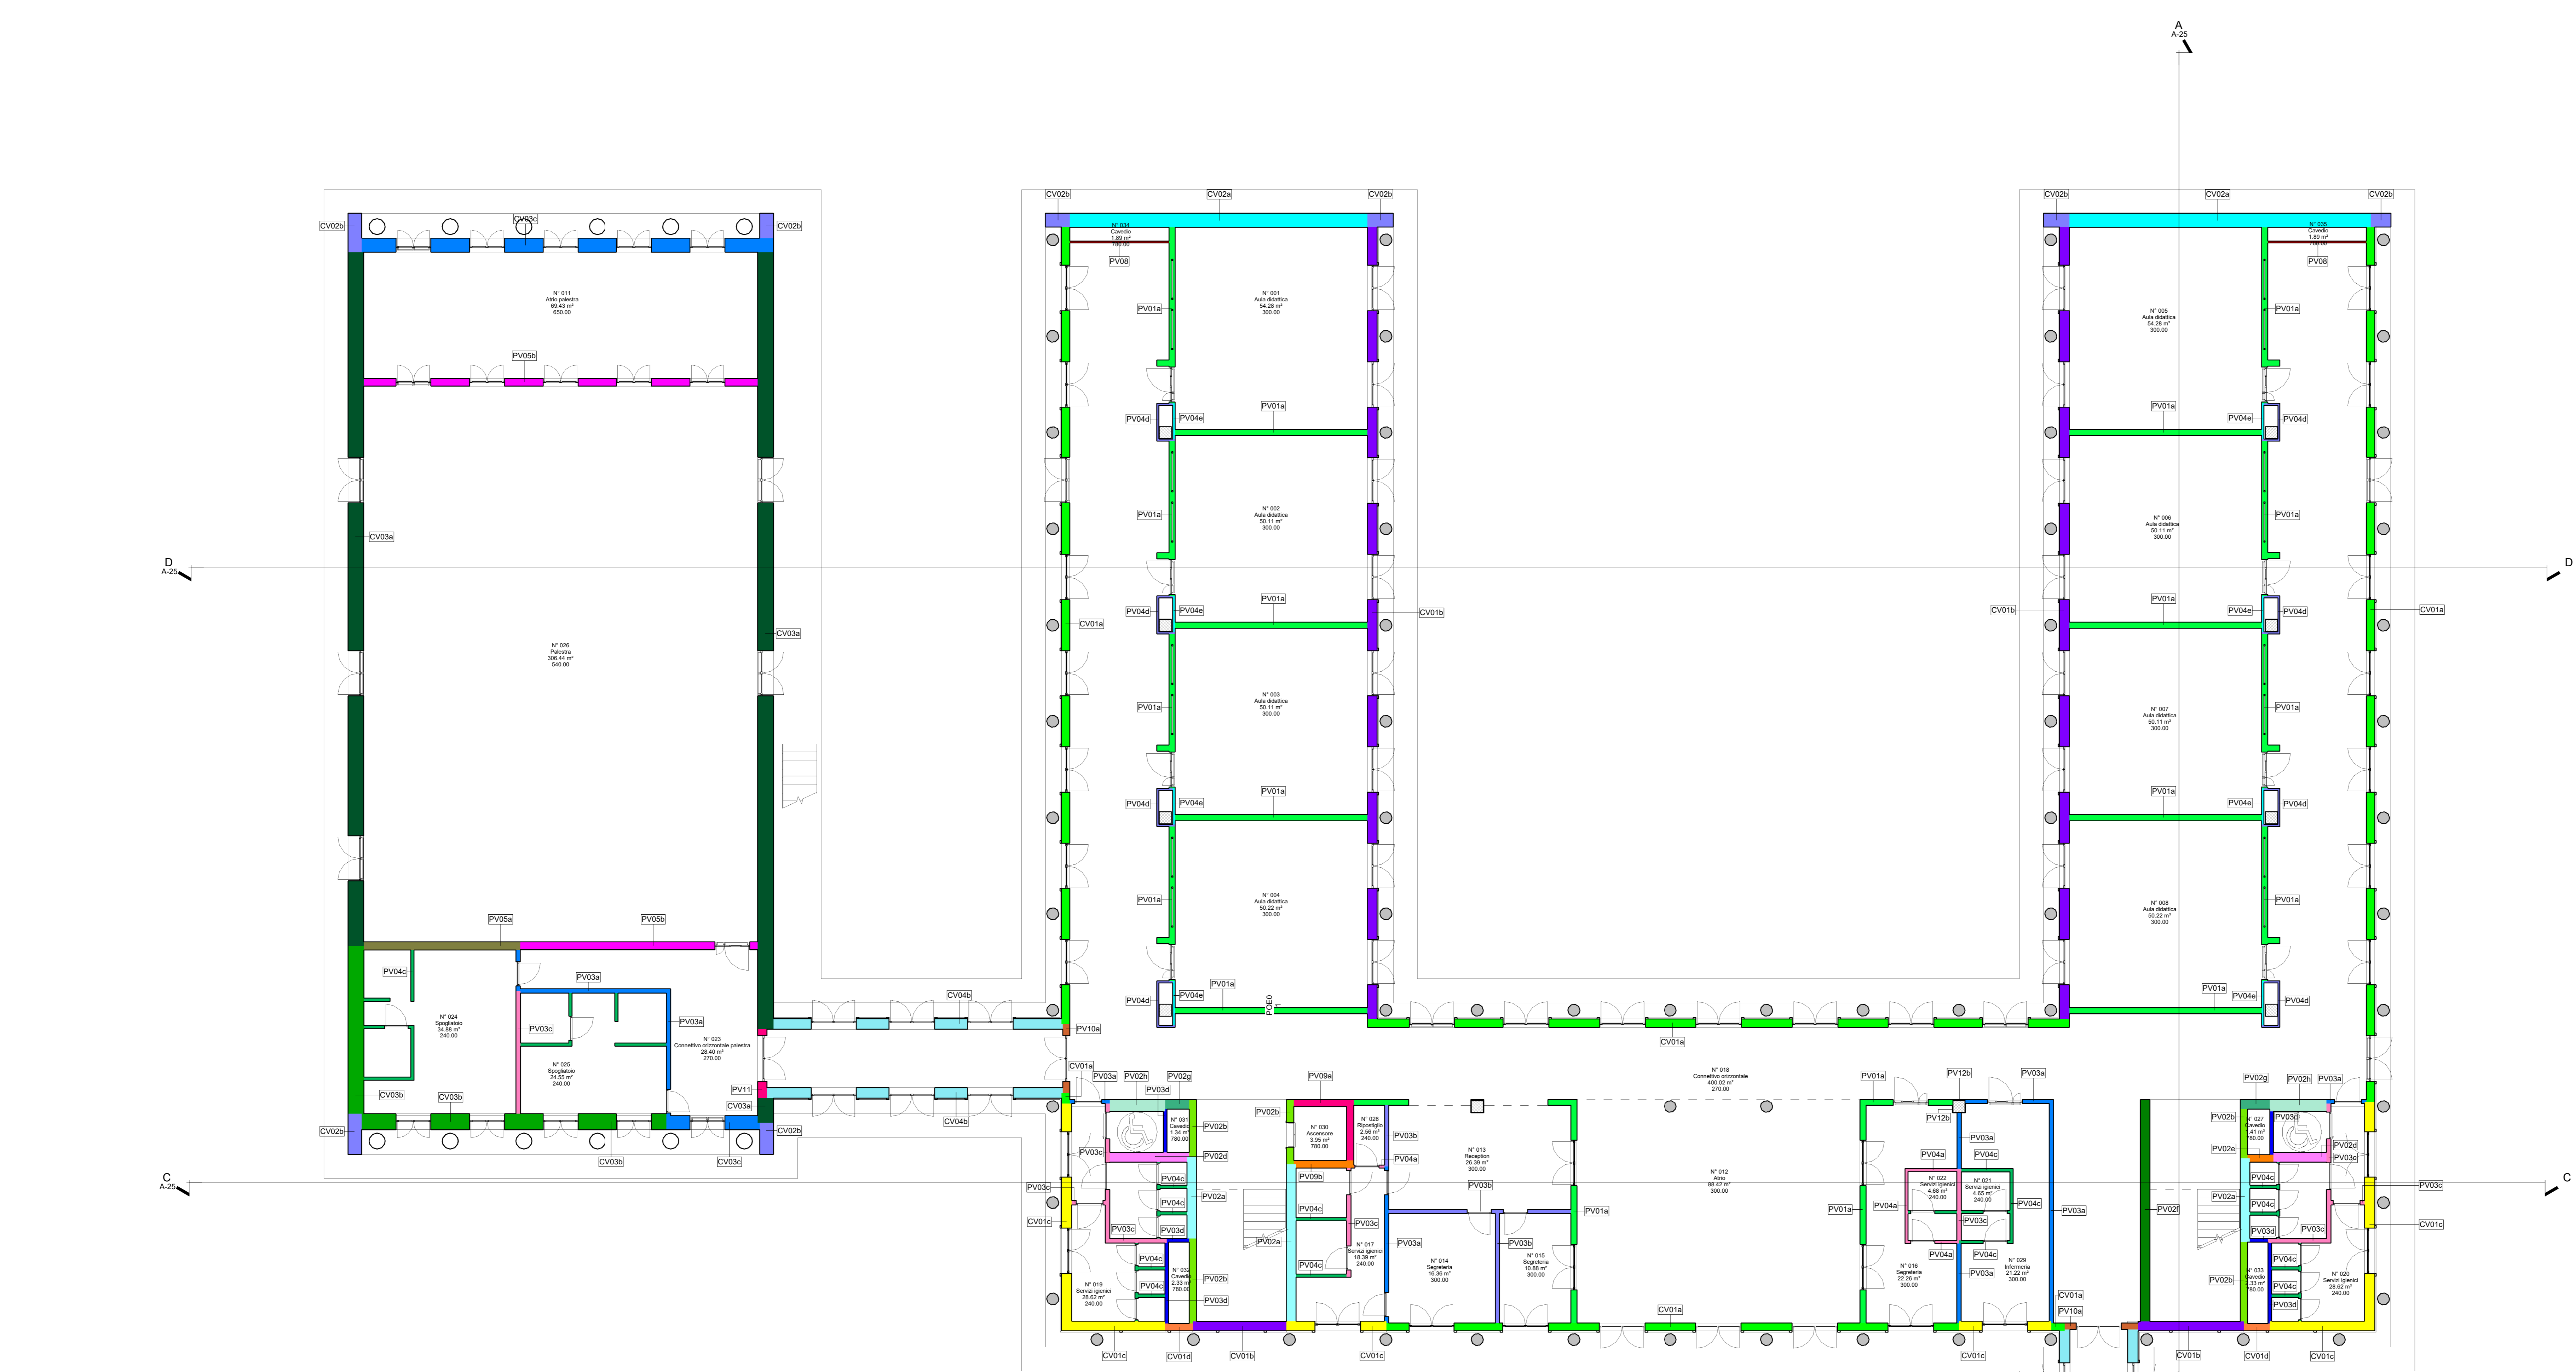 A
A-25
CV02b
CV02a
CV02b
CV02b
CV02a
CV02b
CV02b
CV03c
CV02b
N° 034
Cavedio
1.89 m²
780.00
PV08
N° 035
Cavedio
1.89 m²
780.00
PV08
N° 011
Atrio palestra
69.43 m²
650.00
PV01a
N° 001
Aula didattica
54.28 m²
300.00
N° 005
Aula didattica
54.28 m²
300.00
PV01a
PV05b
PV01a
PV01a
PV04d
PV04e
PV04e
PV04d
CV03a
PV01a
N° 002
Aula didattica
50.11 m²
300.00
N° 006
Aula didattica
50.11 m²
300.00
PV01a
D
A-25
D
PV01a
PV01a
PV04d
PV04e
CV01b
CV01b
PV04e
PV04d
CV01a
CV01a
CV03a
N° 026
Palestra
306.44 m²
540.00
PV01a
N° 003
Aula didattica
50.11 m²
300.00
N° 007
Aula didattica
50.11 m²
300.00
PV01a
PV01a
PV01a
PV04d
PV04e
PV04e
PV04d
PV01a
N° 004
Aula didattica
50.22 m²
300.00
N° 008
Aula didattica
50.22 m²
300.00
PV01a
PV05a
PV05b
PV04c
PV03a
PV01a
PV01a
PV04d
PV04e
PDE0
1
PV04e
PV04d
CV04b
N° 024
Spogliatoio
34.88 m²
240.00
PV03c
PV03a
N° 023
Connettivo orizzontale palestra
28.40 m²
270.00
PV10a
CV01a
N° 025
Spogliatoio
24.55 m²
240.00
CV01a
N° 018
Connettivo orizzontale
400.02 m²
270.00
PV11
PV03a
PV02h
PV02g
PV03d
PV09a
PV01a
PV12b
PV03a
PV02g
PV02h
PV03a
CV03b
CV03b
CV03a
CV04b
CV02b
CV02b
CV03b
CV03c
N° 031
Cavedio
1.34 m²
780.00
PV02b
PV02b
N° 030
Ascensore
3.95 m²
780.00
N° 028
Ripostiglio
2.56 m²
240.00
PV03b
PV12b
PV03a
PV02b
N° 027
Cavedio
1.41 m²
780.00
PV03d
PV03c
PV02d
PV04a
N° 013
Reception
26.39 m²
300.00
PV04a
PV04c
PV02e
PV02d
PV03c
C
A-25
C
PV03c
PV04c
PV09b
PV03b
N° 012
Atrio
88.42 m²
300.00
N° 022
Servizi igienici
4.68 m²
240.00
N° 021
Servizi igienici
4.65 m²
240.00
PV04c
PV03c
PV02a
PV04c
PV04c
PV01a
PV01a
PV04a
PV04c
PV03a
PV02f
PV02a
PV04c
CV01c
PV03c
PV03d
PV02a
PV03c
PV03a
PV03b
PV03c
PV03d
PV03c
CV01c
N° 017
Servizi igienici
18.39 m²
240.00
PV04a
PV04c
PV04c
PV04c
PV04c
N° 032
Cavedio
2.33 m²
780.00
PV02b
PV04c
N° 014
Segreteria
16.36 m²
300.00
N° 015
Segreteria
10.88 m²
300.00
N° 016
Segreteria
22.26 m²
300.00
PV03a
N° 029
Infermeria
21.22 m²
300.00
PV02b
N° 033
Cavedio
2.33 m²
780.00
PV04c
N° 020
Servizi igienici
28.62 m²
240.00
N° 019
Servizi igienici
28.62 m²
240.00
PV03d
CV01a
CV01a
PV10a
PV03d
CV01c
CV01d
CV01b
CV01c
CV01c
CV01b
CV01d
CV01c